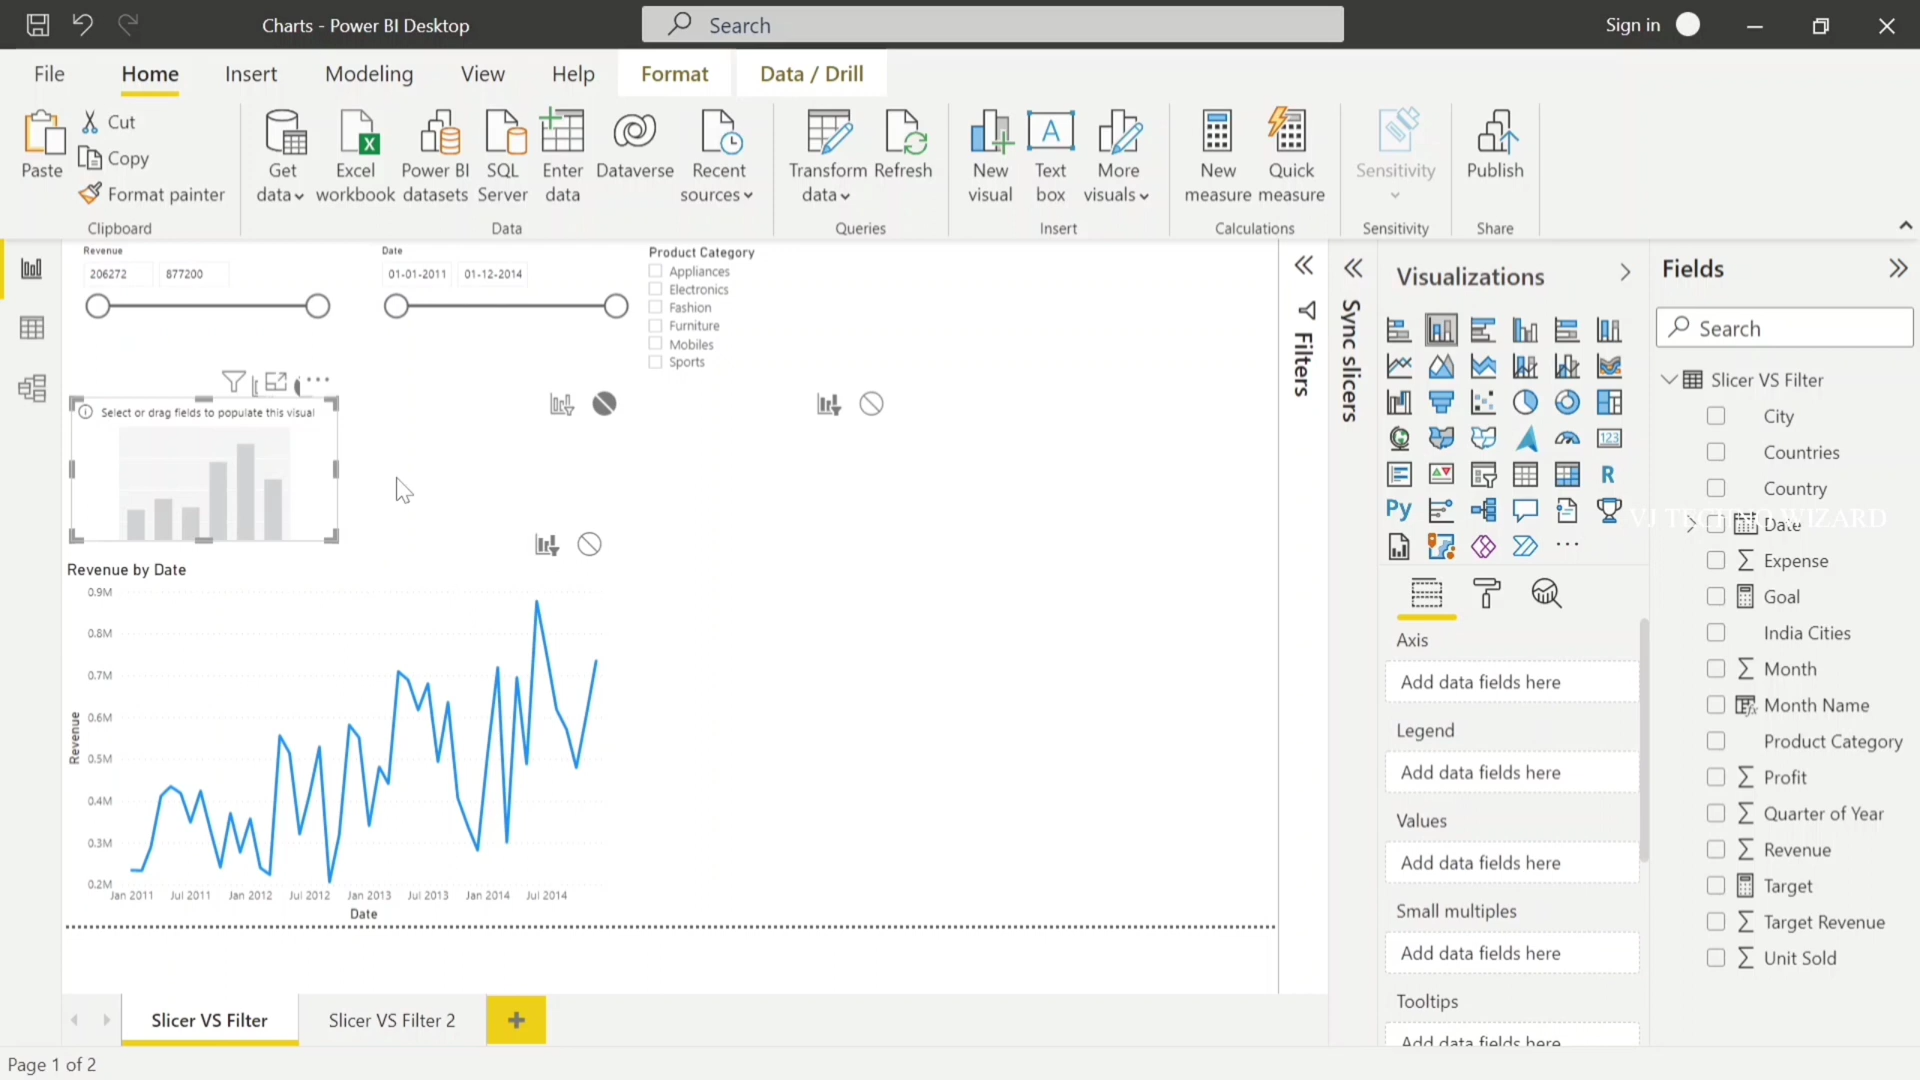 Charts - Power BI Desktop
Search
Sign in
File
Home
Insert
Modeling
View
Help
Format
Data / Drill
Paste
Cut
Copy
Format painter
Clipboard
Get data
Excel workbook
Power BI datasets
SQL Server
Enter data
Dataverse
Recent sources
Data
Transform data
Refresh
Queries
New visual
A
Text box
More visuals
Insert
New measure
Quick measure
Calculations
Sensitivity
Sensitivity
Publish
Share
Revenue
206272
877200
Date
01-01-2011
01-12-2014
Product Category
Appliances
Electronics
Fashion
Furniture
Mobiles
Sports
Select or drag fields to populate this visual
Revenue by Date
0.9M
0.8M
0.7M
0.6M
0.5M
0.4M
0.3M
0.2M
Revenue
Jan 2011
Jul 2011
Jan 2012
Jul 2012
Jan 2013
Jul 2013
Jan 2014
Jul 2014
Date
Filters
Sync slicers
Visualizations
123
R
Py
Axis
Add data fields here
Legend
Add data fields here
Values
Add data fields here
Small multiples
Add data fields here
Tooltips
Add data fields here
Fields
Search
Slicer VS Filter
City
Countries
Country
Date
Expense
Goal
India Cities
Month
Month Name
Product Category
Profit
Quarter of Year
Revenue
Target
Target Revenue
Unit Sold
VJ TECHNO WIZARD
Slicer VS Filter
Slicer VS Filter 2
Page 1 of 2